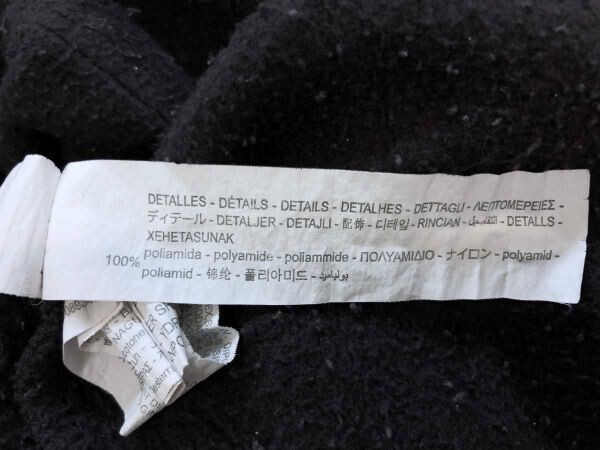 DETALLES - DÉTAILS - DETAILS - DETALHES - DETTAGLI - ΛΕΠΤΟΜΕΡΕΙΕΣ -
ディテール - DETALJER - DETAJLI - 配飾 - 디테일 - RINCIAN - التفاصيل - DETALLS -
XEHETASUNAK
100% poliamida - polyamide - poliammide - ΠΟΛΥΑΜΙΔΙΟ - ナイロン - polyamid -
poliamid - 锦纶 - 폴리아미드 - بولياميد